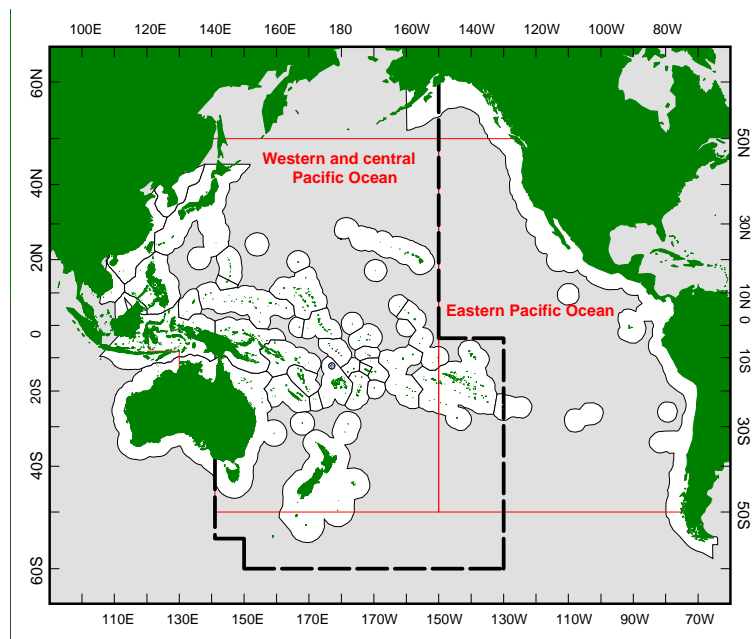 100E 120E 140E 160E 180 160W 140W 120W 100W 80W
60N
50N
Western and central
Pacific Ocean
40N
30N
20N
10N
Eastern Pacific Ocean
0
0
10S
20S
30S
40S
50S
60S
110E 130E 150E 170E 170W 150W 130W 110W 90W 70W